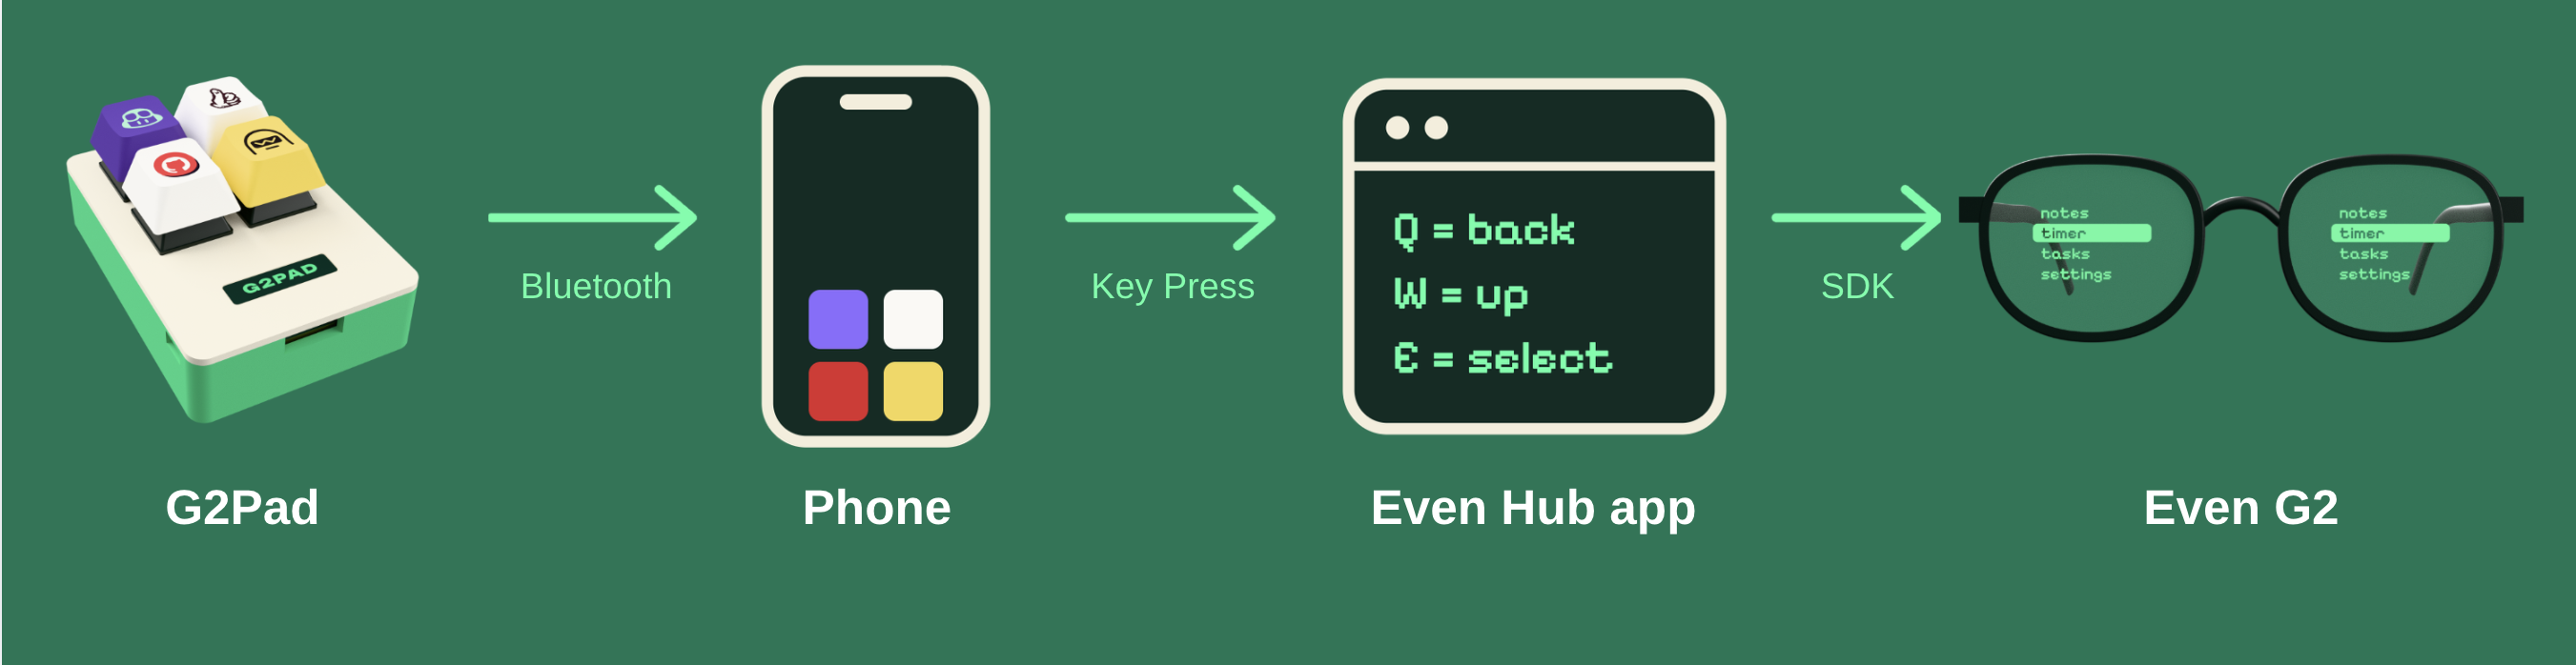 G2PAD
Bluetooth
Key Press
Q = back
W = up
E = select
SDK
notes
timer
tasks
settings
notes
timer
tasks
settings
G2Pad
Phone
Even Hub app
Even G2